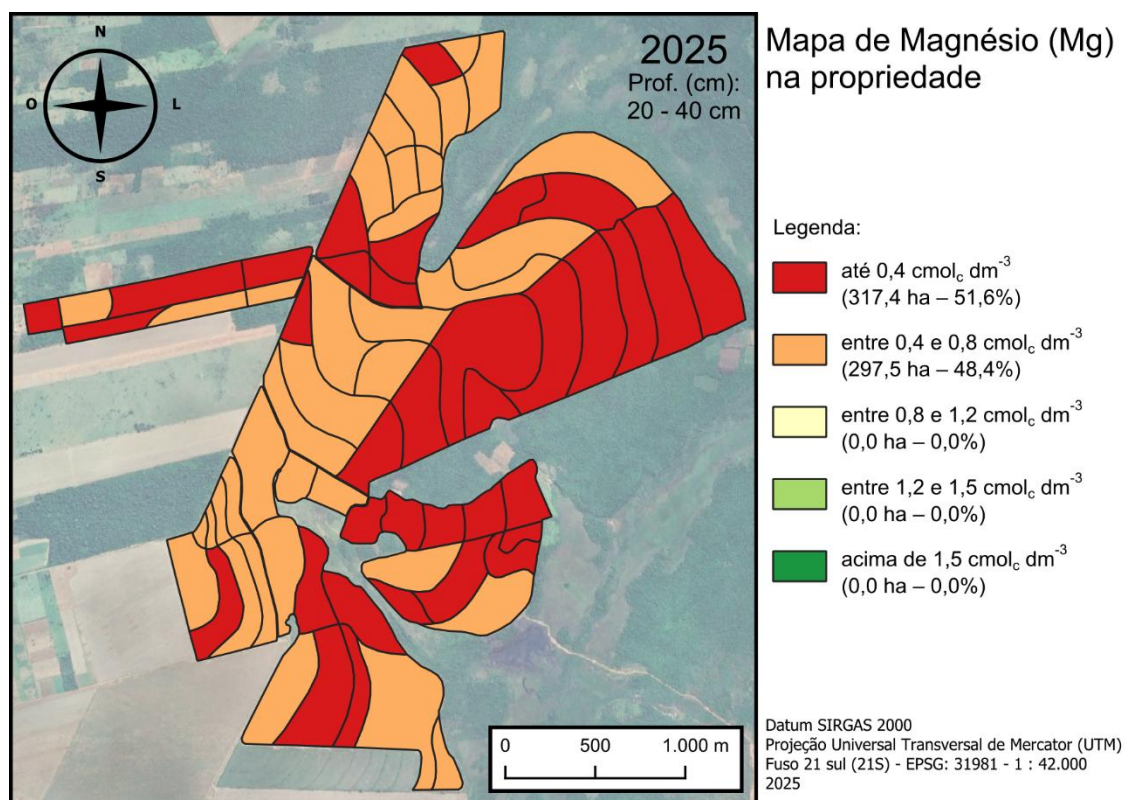 N
O
L
S
2025
Prof. (cm):
20 - 40 cm
0
500
1.000 m
Mapa de Magnésio (Mg)
na propriedade
Legenda:
até 0,4 cmolc dm-3
(317,4 ha – 51,6%)
entre 0,4 e 0,8 cmolc dm-3
(297,5 ha – 48,4%)
entre 0,8 e 1,2 cmolc dm-3
(0,0 ha – 0,0%)
entre 1,2 e 1,5 cmolc dm-3
(0,0 ha – 0,0%)
acima de 1,5 cmolc dm-3
(0,0 ha – 0,0%)
Datum SIRGAS 2000
Projeção Universal Transversal de Mercator (UTM)
Fuso 21 sul (21S) - EPSG: 31981 - 1 : 42.000
2025